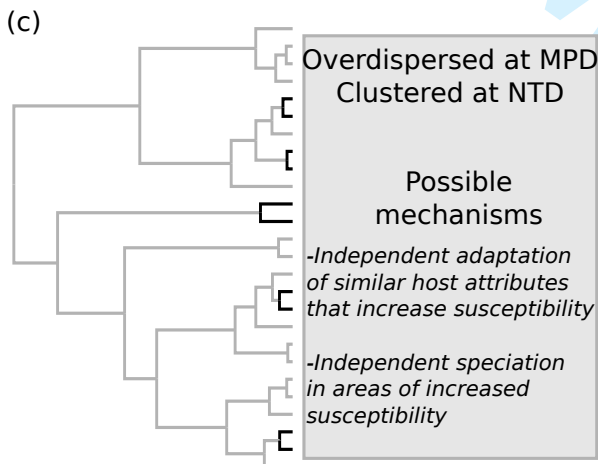 (c)
Overdispersed at MPD
Clustered at NTD
Possible
mechanisms
-Independent adaptation
of similar host attributes
that increase susceptibility
-Independent speciation
in areas of increased
susceptibility